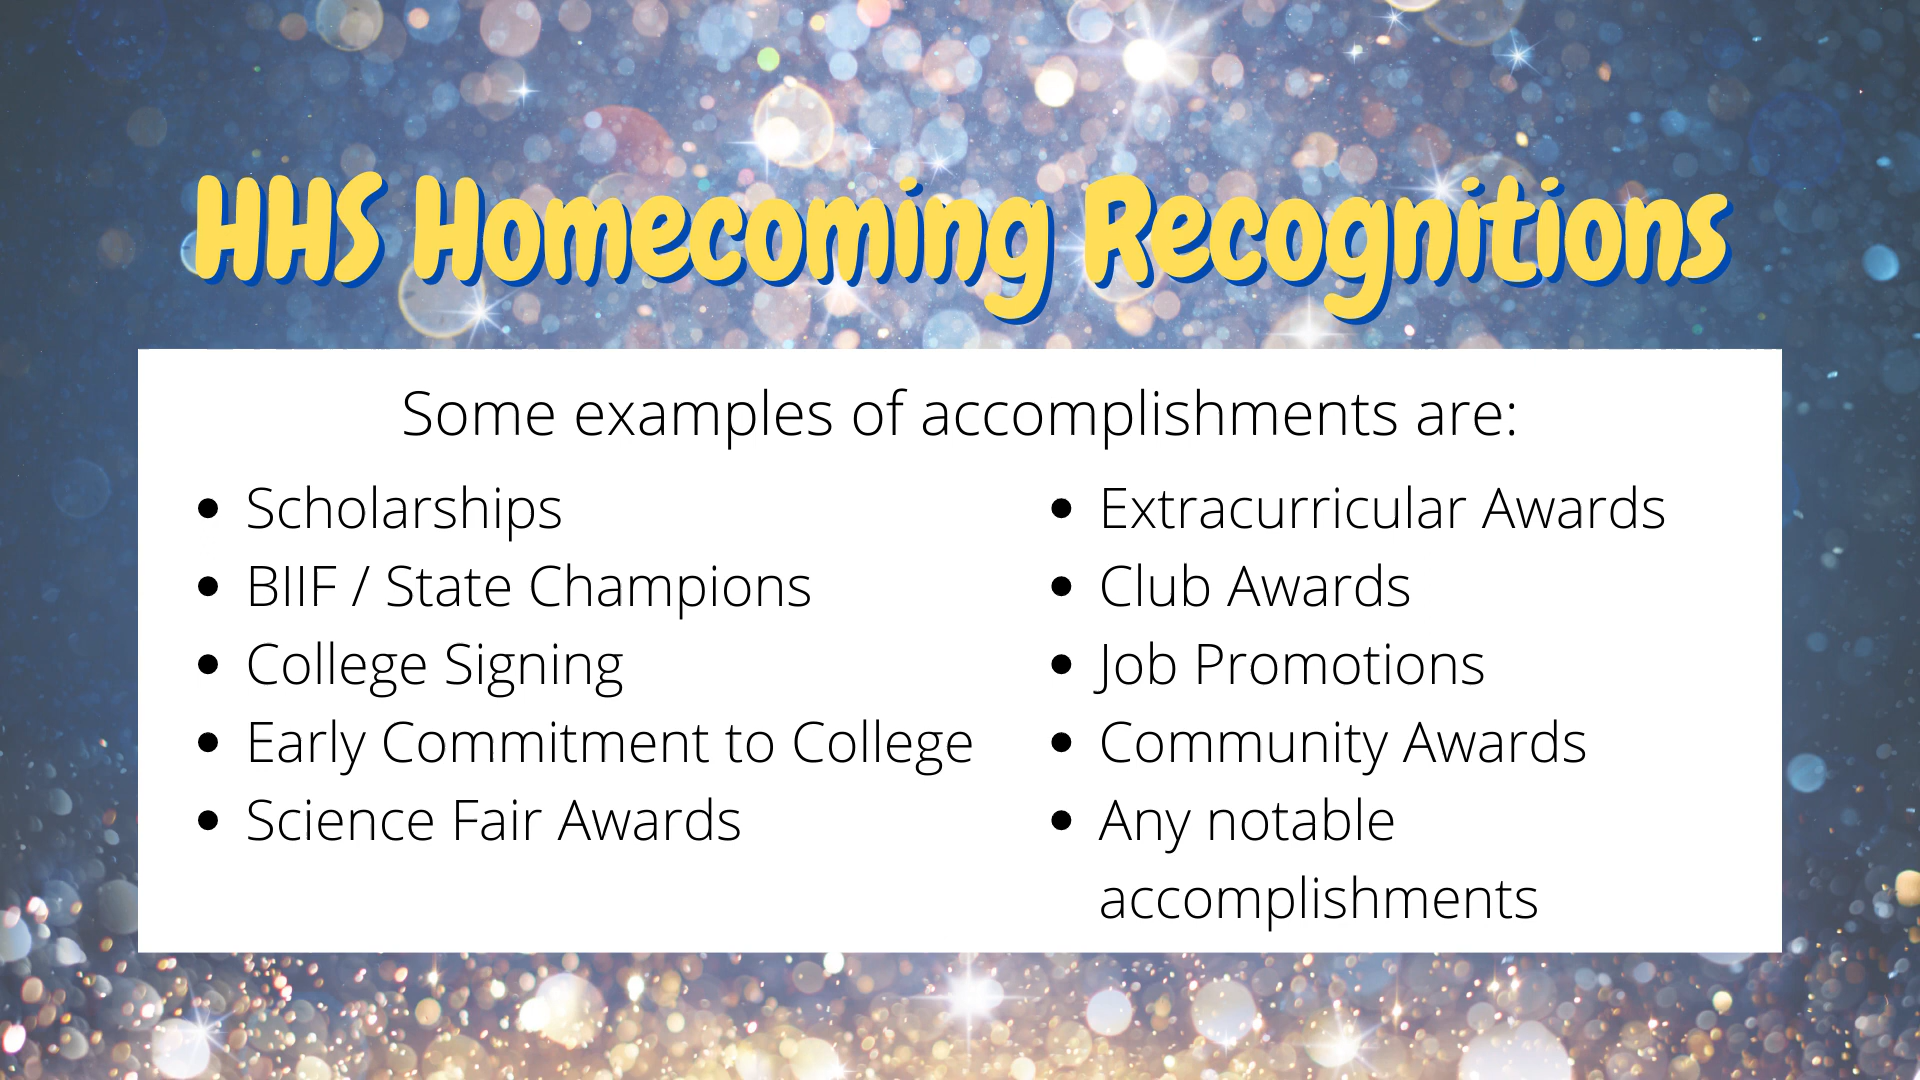 HHS Homecoming Recognitions
Some examples of accomplishments are:
• Scholarships
• BIIF / State Champions
• College Signing
• Early Commitment to College
• Science Fair Awards
• Extracurricular Awards
• Club Awards
• Job Promotions
• Community Awards
• Any notable
accomplishments